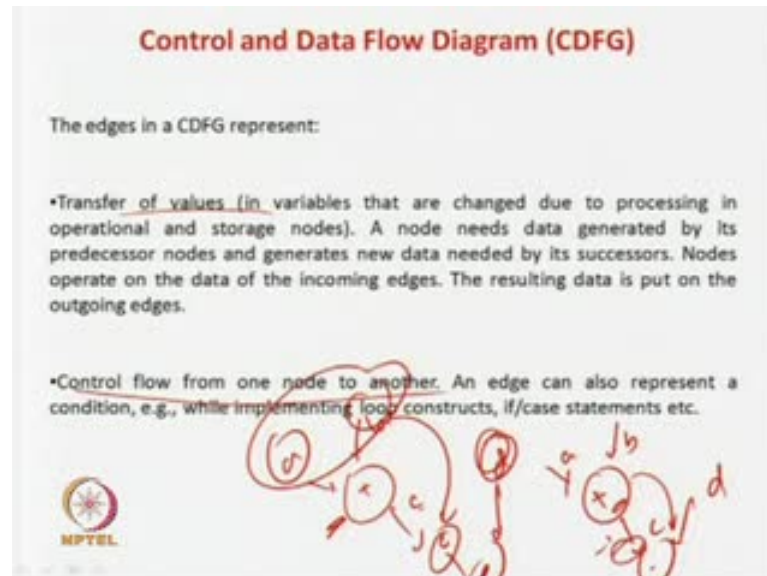 Control and Data Flow Diagram (CDFG)
The edges in a CDFG represent:
•Transfer of values (in variables that are changed due to processing in
operational and storage nodes). A node needs data generated by its
predecessor nodes and generates new data needed by its successors. Nodes
operate on the data of the incoming edges. The resulting data is put on the
outgoing edges.
•Control flow from one node to another. An edge can also represent a
condition, e.g., while implementing loop constructs, if/case statements etc.
a b
+ c + d
c
NPTEL